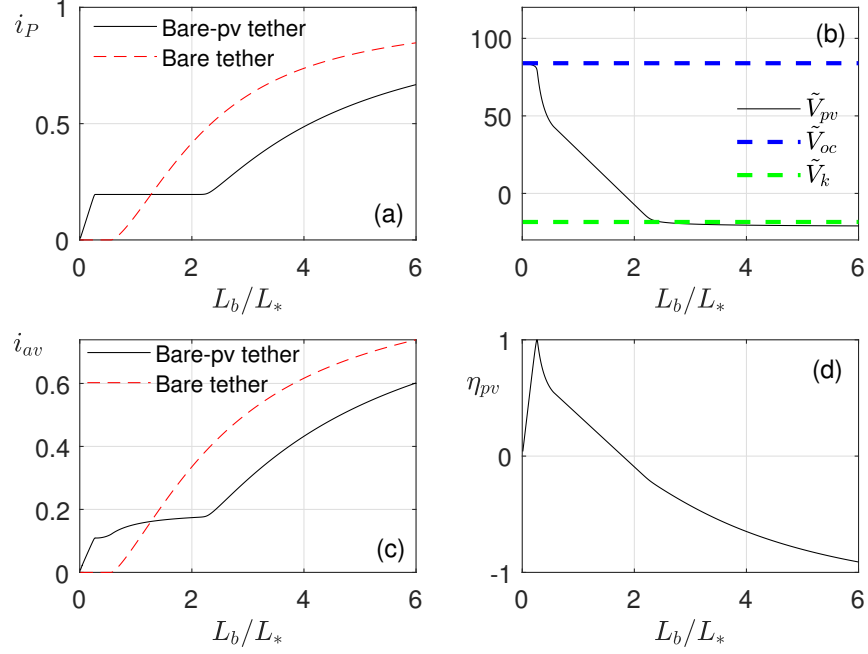 i_P
1
0.5
0
Bare-pv tether
Bare tether
(a)
0 2 4 6
L_b/L_*
100
50
0
(b)
Ṽ_pv
Ṽ_oc
Ṽ_k
0 2 4 6
L_b/L_*
i_av
0.6
0.4
0.2
0
Bare-pv tether
Bare tether
(c)
0 2 4 6
L_b/L_*
η_pv
1
0
-1
(d)
0 2 4 6
L_b/L_*